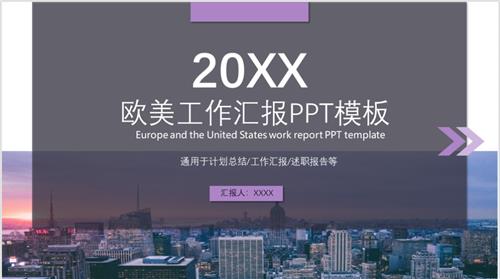 20XX
欧美工作汇报PPT模板
Europe and the United States work report PPT template
通用于计划总结/工作汇报/述职报告等
汇报人：XXXX